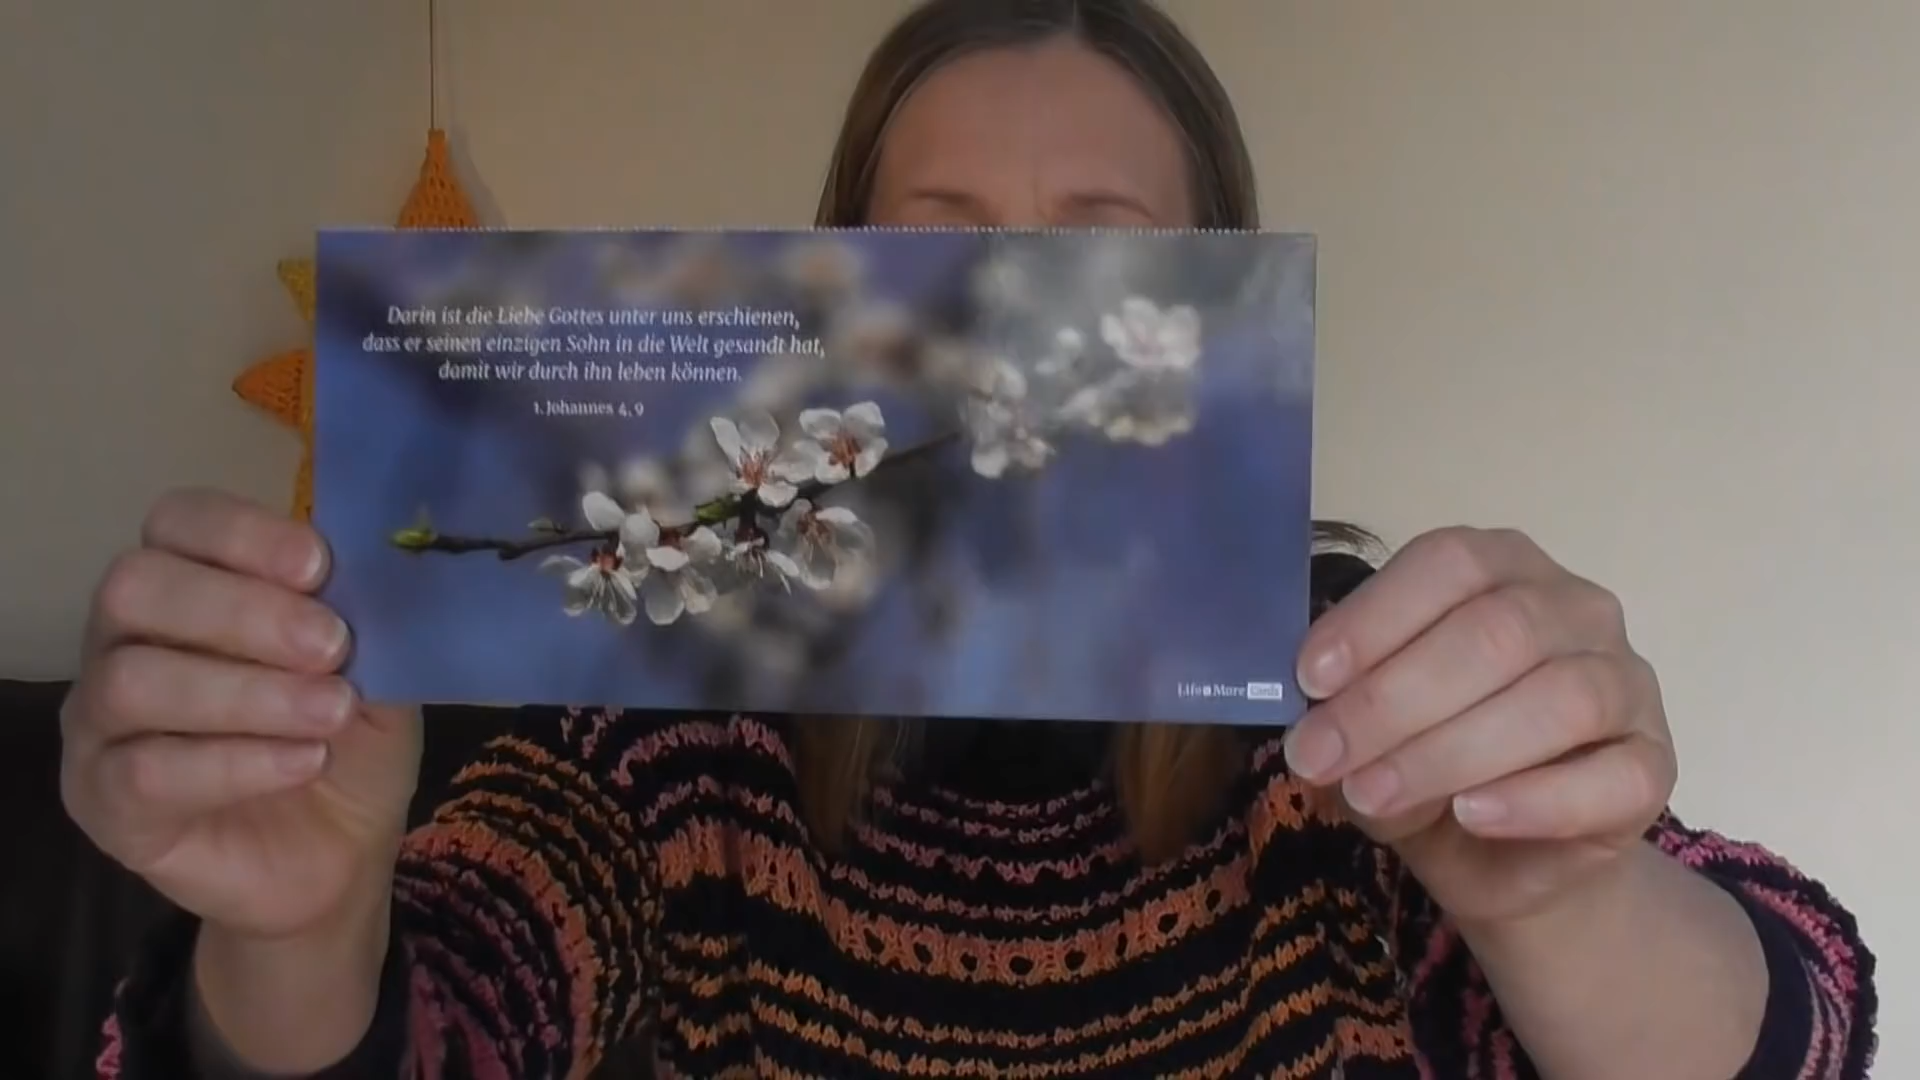 Darin ist die Liebe Gottes unter uns erschienen,
dass er seinen einzigen Sohn in die Welt gesandt hat,
damit wir durch ihn leben können.
1. Johannes 4, 9
Life More Cards